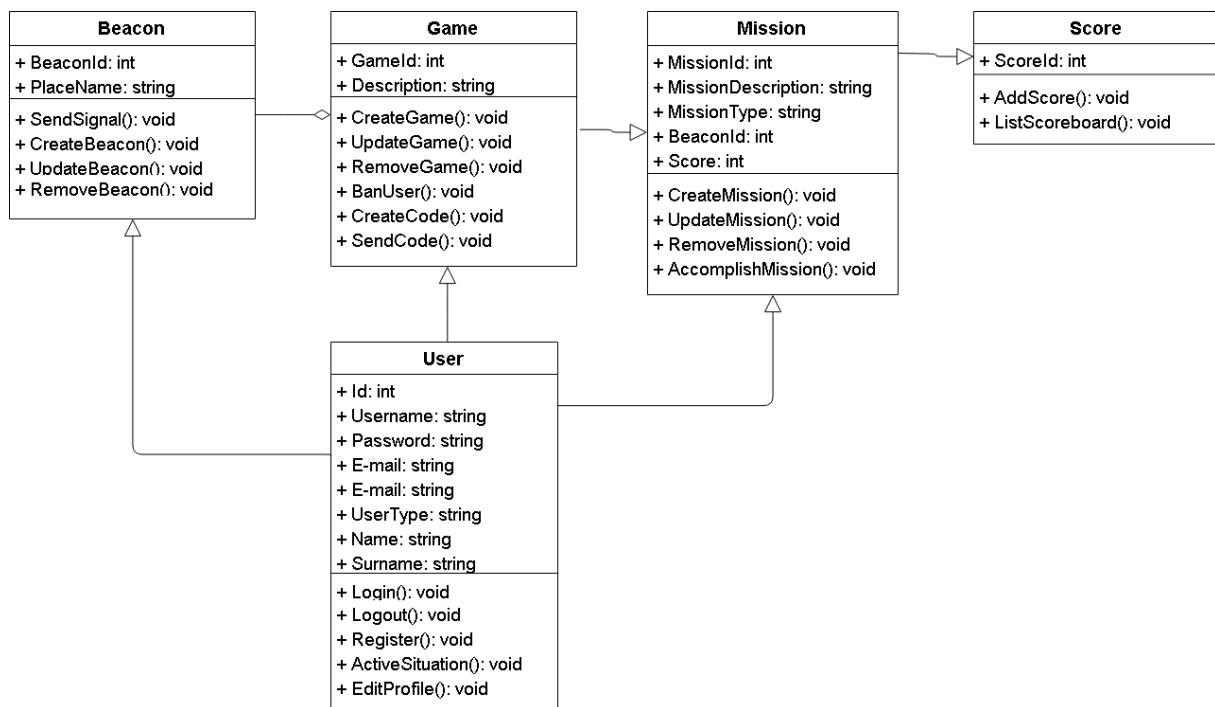 Beacon
+ BeaconId: int
+ PlaceName: string
+ SendSignal(): void
+ CreateBeacon(): void
+ UpdateBeacon(): void
+ RemoveBeacon(): void
Game
+ GameId: int
+ Description: string
+ CreateGame(): void
+ UpdateGame(): void
+ RemoveGame(): void
+ BanUser(): void
+ CreateCode(): void
+ SendCode(): void
Mission
+ MissionId: int
+ MissionDescription: string
+ MissionType: string
+ BeaconId: int
+ Score: int
+ CreateMission(): void
+ UpdateMission(): void
+ RemoveMission(): void
+ AccomplishMission(): void
Score
+ ScoreId: int
+ AddScore(): void
+ ListScoreboard(): void
User
+ Id: int
+ Username: string
+ Password: string
+ E-mail: string
+ E-mail: string
+ UserType: string
+ Name: string
+ Surname: string
+ Login(): void
+ Logout(): void
+ Register(): void
+ ActiveSituation(): void
+ EditProfile(): void